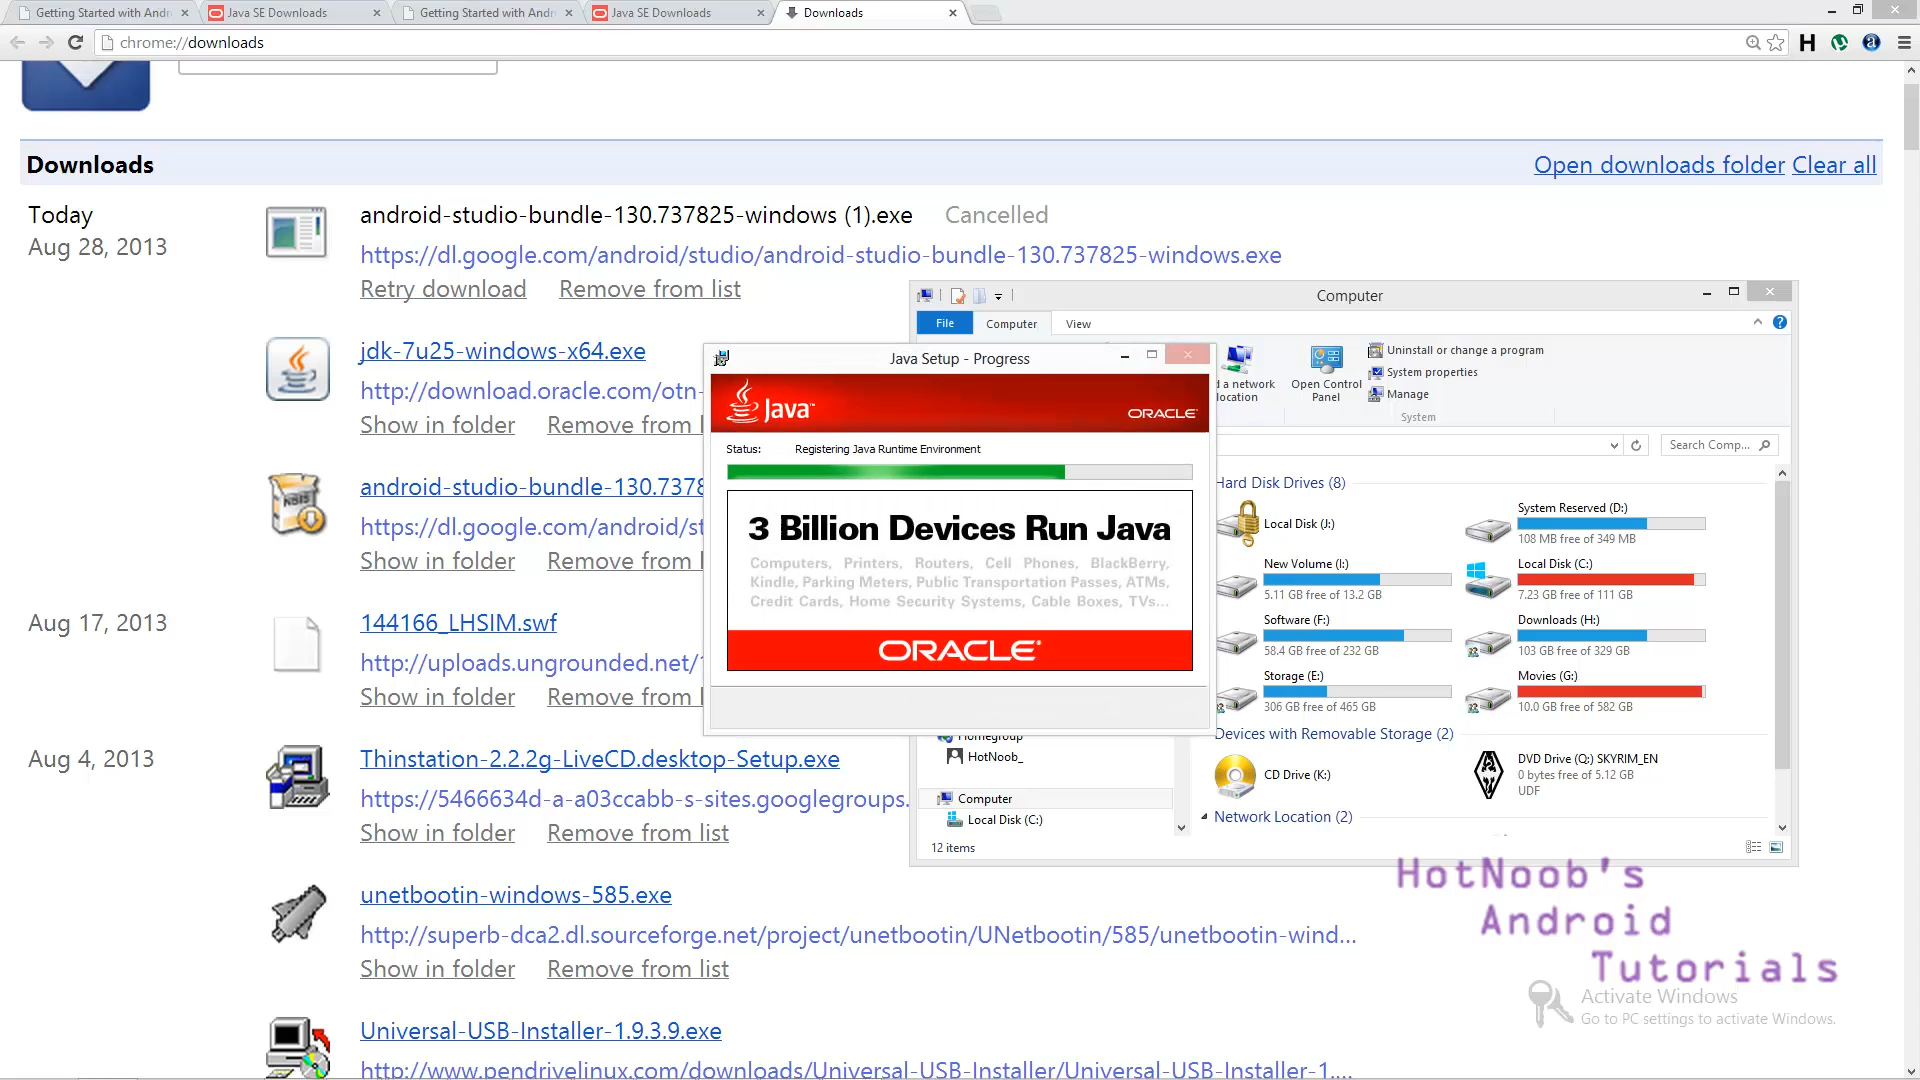 Getting Started with Andr
Java SE Downloads
Getting Started with Andr
Java SE Downloads
Downloads
chrome://downloads
Downloads
Open downloads folder Clear all
Today
Aug 28, 2013
android-studio-bundle-130.737825-windows (1).exe Cancelled
https://dl.google.com/android/studio/android-studio-bundle-130.737825-windows.exe
Retry download Remove from list
jdk-7u25-windows-x64.exe
http://download.oracle.com/otn-
Show in folder Remove from l
android-studio-bundle-130.7378
https://dl.google.com/android/st
Show in folder Remove from l
Aug 17, 2013
144166_LHSIM.swf
http://uploads.ungrounded.net/1
Show in folder Remove from l
Aug 4, 2013
Thinstation-2.2.2g-LiveCD.desktop-Setup.exe
https://5466634d-a-a03ccabb-s-sites.googlegroups.
Show in folder Remove from list
unetbootin-windows-585.exe
http://superb-dca2.dl.sourceforge.net/project/unetbootin/UNetbootin/585/unetbootin-wind...
Show in folder Remove from list
Universal-USB-Installer-1.9.3.9.exe
http://www.pendrivelinux.com/downloads/Universal-USB-Installer/Universal-USB-Installer-1....
Computer
File Computer View
d a network
location
Open Control
Panel
Uninstall or change a program
System properties
Manage
System
Search Comp...
Java Setup - Progress
Java™
ORACLE
Status: Registering Java Runtime Environment
3 Billion Devices Run Java
Computers, Printers, Routers, Cell Phones, BlackBerry,
Kindle, Parking Meters, Public Transportation Passes, ATMs,
Credit Cards, Home Security Systems, Cable Boxes, TVs...
ORACLE®
Hard Disk Drives (8)
Local Disk (J:)
System Reserved (D:)
108 MB free of 349 MB
New Volume (I:)
5.11 GB free of 13.2 GB
Local Disk (C:)
7.23 GB free of 111 GB
Software (F:)
58.4 GB free of 232 GB
Downloads (H:)
103 GB free of 329 GB
Storage (E:)
306 GB free of 465 GB
Movies (G:)
10.0 GB free of 582 GB
Devices with Removable Storage (2)
CD Drive (K:)
DVD Drive (Q:) SKYRIM_EN
0 bytes free of 5.12 GB
UDF
Network Location (2)
Homegroup
HotNoob_
Computer
Local Disk (C:)
12 items
HotNoob's
Android
Tutorials
Activate Windows
Go to PC settings to activate Windows.